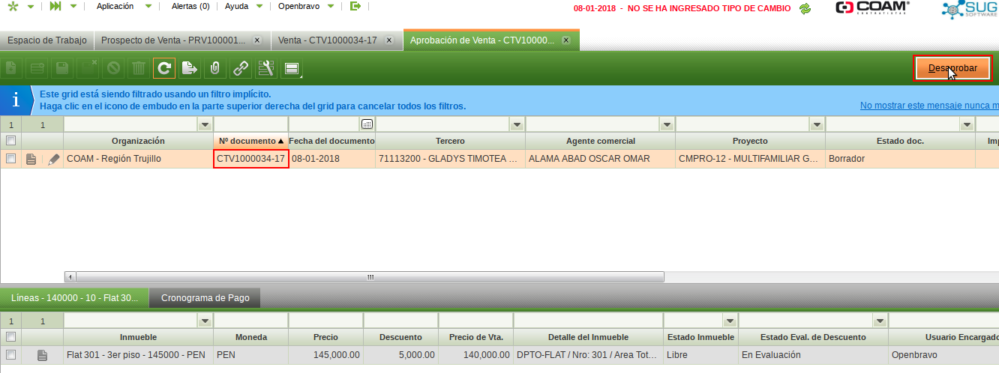 Aplicación Alertas (0) Ayuda Openbravo 08-01-2018 - NO SE HA INGRESADO TIPO DE CAMBIO COAM CONTRATISTAS SUG SOFTWARE
Espacio de Trabajo Prospecto de Venta - PRV100001... Venta - CTV1000034-17 Aprobación de Venta - CTV10000...
Desaprobar
Este grid está siendo filtrado usando un filtro implícito.
Haga clic en el icono de embudo en la parte superior derecha del grid para cancelar todos los filtros. No mostrar este mensaje nunca m
1 1
Organización Nº documento Fecha del documento Tercero Agente comercial Proyecto Estado doc. Imp
COAM - Región Trujillo CTV1000034-17 08-01-2018 71113200 - GLADYS TIMOTEA ... ALAMA ABAD OSCAR OMAR CMPRO-12 - MULTIFAMILIAR G... Borrador
Líneas - 140000 - 10 - Flat 30... Cronograma de Pago
1 1
Inmueble Moneda Precio Descuento Precio de Vta. Detalle del Inmueble Estado Inmueble Estado Eval. de Descuento Usuario Encargado
Flat 301 - 3er piso - 145000 - PEN PEN 145,000.00 5,000.00 140,000.00 DPTO-FLAT / Nro: 301 / Area Tot... Libre En Evaluación Openbravo